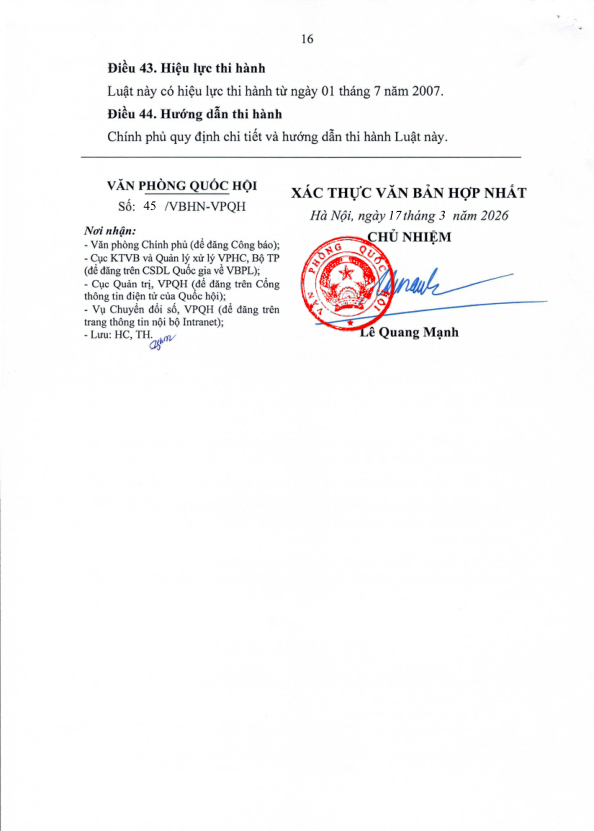 16
Điều 43. Hiệu lực thi hành
Luật này có hiệu lực thi hành từ ngày 01 tháng 7 năm 2007.
Điều 44. Hướng dẫn thi hành
Chính phủ quy định chi tiết và hướng dẫn thi hành Luật này.
VĂN PHÒNG QUỐC HỘI
Số: 45 /VBHN-VPQH
Nơi nhận:
- Văn phòng Chính phủ (để đăng Công báo);
- Cục KTVB và Quản lý xử lý VPHC, Bộ TP
(để đăng trên CSDL Quốc gia về VBPL);
- Cục Quản trị, VPQH (để đăng trên Cổng
thông tin điện tử của Quốc hội);
- Vụ Chuyển đổi số, VPQH (để đăng trên
trang thông tin nội bộ Intranet);
- Lưu: HC, TH.
XÁC THỰC VĂN BẢN HỢP NHẤT
Hà Nội, ngày 17 tháng 3 năm 2026
CHỦ NHIỆM
VĂN PHÒNG QUỐC HỘI
Lê Quang Mạnh